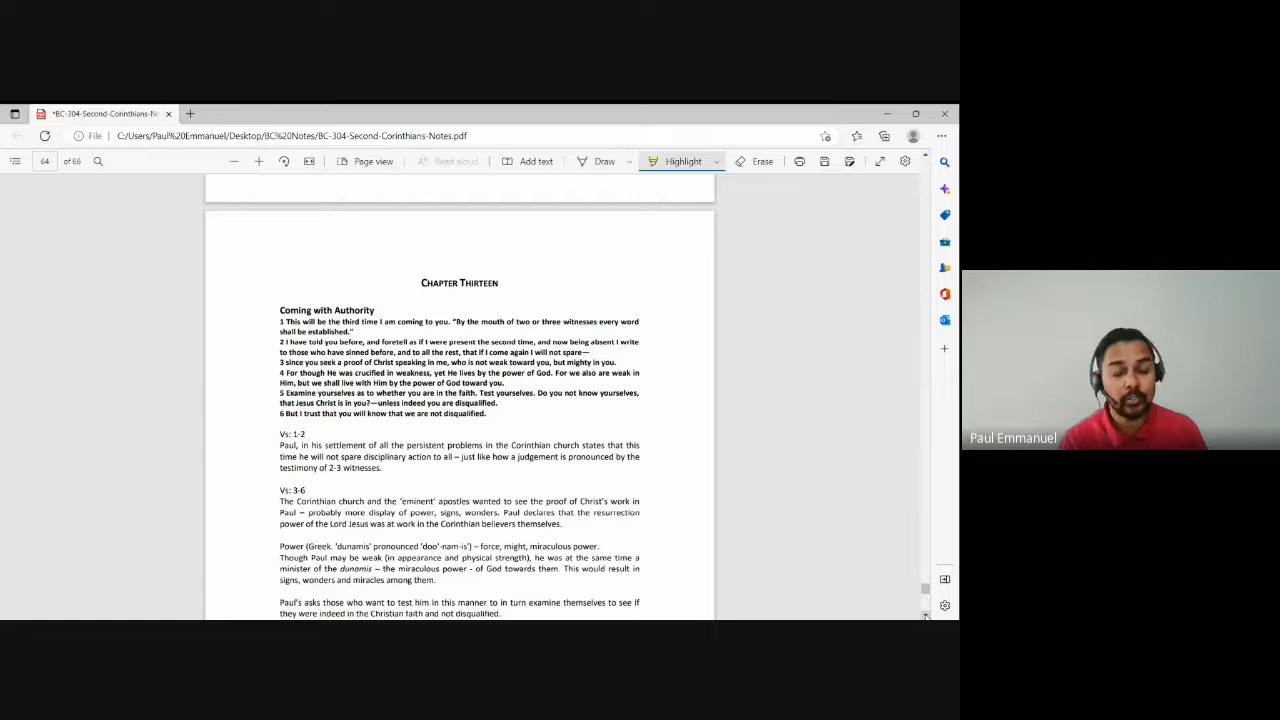 *BC-304-Second-Corinthians-No
File
C:/Users/Paul%20Emmanuel/Desktop/BC%20Notes/BC-304-Second-Corinthians-Notes.pdf
64 of 66
Page view
Read aloud
Add text
Draw
Highlight
Erase
CHAPTER THIRTEEN
Coming with Authority
1 This will be the third time I am coming to you. “By the mouth of two or three witnesses every word
shall be established.”
2 I have told you before, and foretell as if I were present the second time, and now being absent I write
to those who have sinned before, and to all the rest, that if I come again I will not spare—
3 since you seek a proof of Christ speaking in me, who is not weak toward you, but mighty in you.
4 For though He was crucified in weakness, yet He lives by the power of God. For we also are weak in
Him, but we shall live with Him by the power of God toward you.
5 Examine yourselves as to whether you are in the faith. Test yourselves. Do you not know yourselves,
that Jesus Christ is in you?—unless indeed you are disqualified.
6 But I trust that you will know that we are not disqualified.
Vs: 1-2
Paul, in his settlement of all the persistent problems in the Corinthian church states that this
time he will not spare disciplinary action to all – just like how a judgement is pronounced by the
testimony of 2-3 witnesses.
Vs: 3-6
The Corinthian church and the ‘eminent’ apostles wanted to see the proof of Christ’s work in
Paul – probably more display of power, signs, wonders. Paul declares that the resurrection
power of the Lord Jesus was at work in the Corinthian believers themselves.
Power (Greek. ‘dunamis’ pronounced ‘doo’-nam-is’) – force, might, miraculous power.
Though Paul may be weak (in appearance and physical strength), he was at the same time a
minister of the dunamis – the miraculous power - of God towards them. This would result in
signs, wonders and miracles among them.
Paul’s asks those who want to test him in this manner to in turn examine themselves to see if
they were indeed in the Christian faith and not disqualified.
Paul Emmanuel